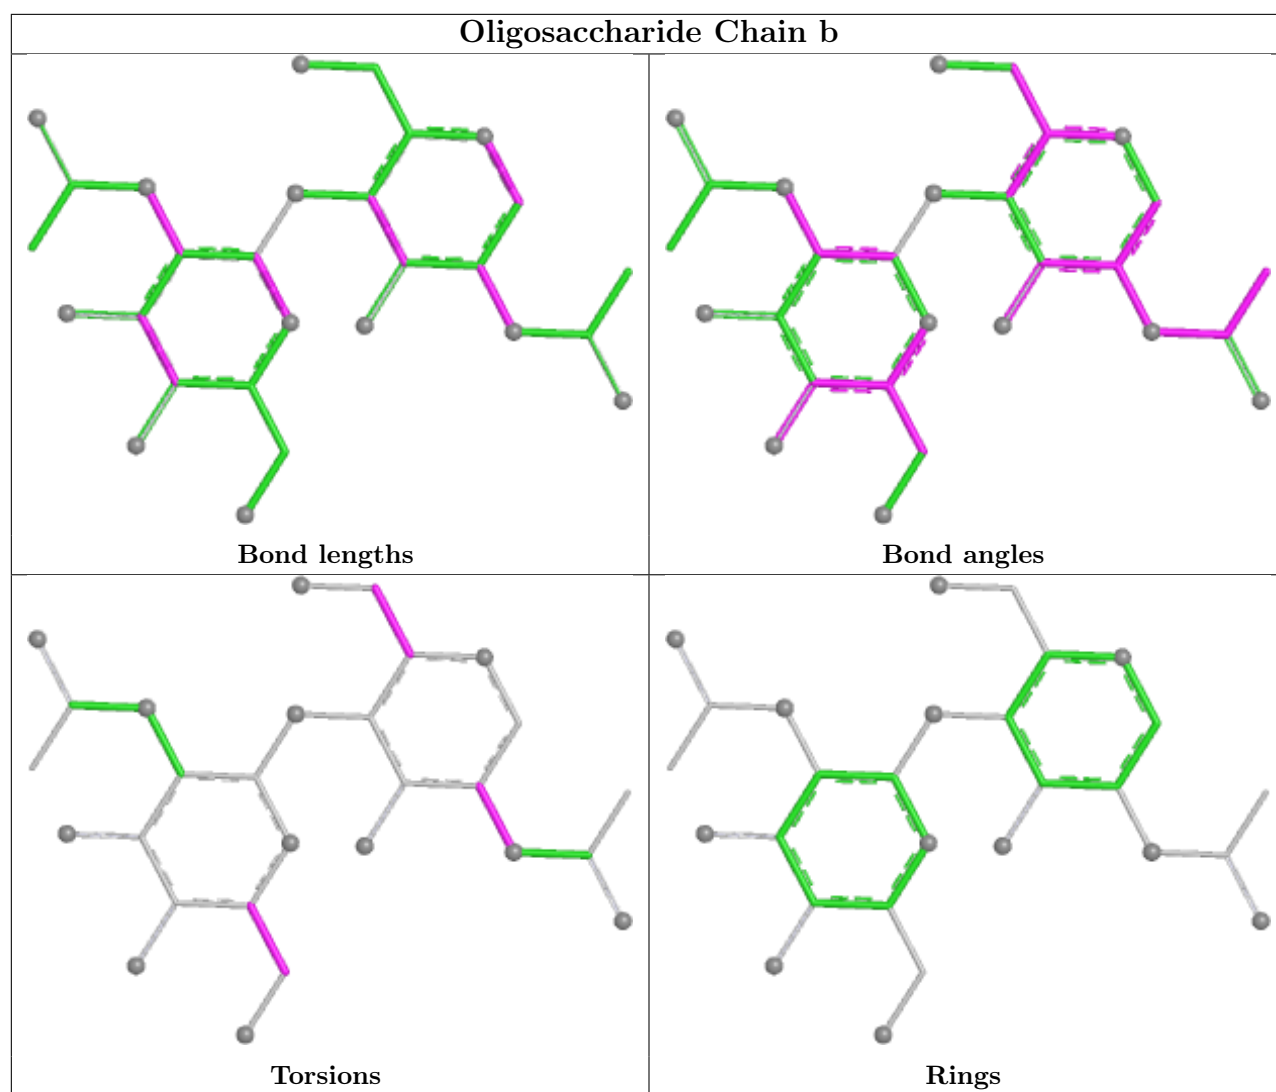 Oligosaccharide Chain b
Bond lengths
Bond angles
Torsions
Rings